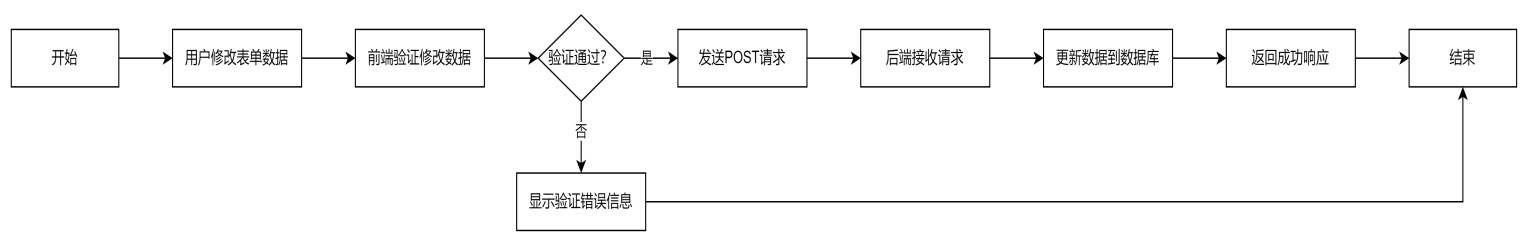 开始
用户修改表单数据
前端验证修改数据
验证通过?
是
发送POST请求
后端接收请求
更新数据到数据库
返回成功响应
结束
否
显示验证错误信息